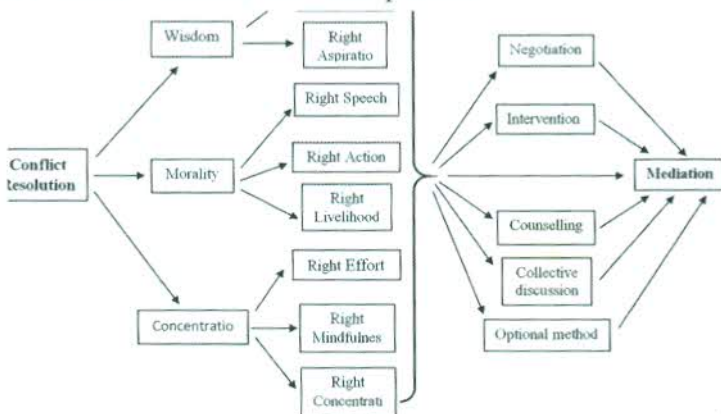 Wisdom
Right
Aspiratio
Right Speech
Conflict
Resolution
Morality
Right Action
Right
Livelihood
Right Effort
Concentratio
Right
Mindfulnes
Right
Concentrati
Negotiation
Intervention
Mediation
Counselling
Collective
discussion
Optional method